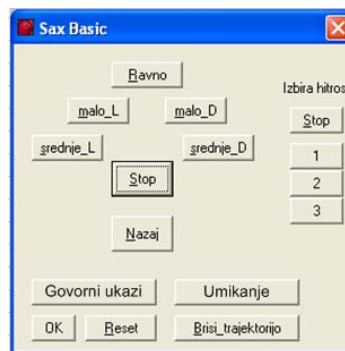 Sax Basic
Ravno
Izbira hitros
malo_L malo_D
Stop
srednje_L srednje_D
1
Stop
2
3
Nazaj
Govorni ukazi Umikanje
OK Reset Brisi_trajektorijo